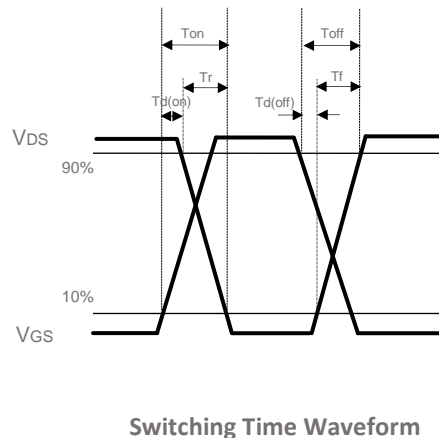 Ton
Toff
Tr
Tf
Td(on)
Td(off)
VDS
90%
10%
VGS
Switching Time Waveform